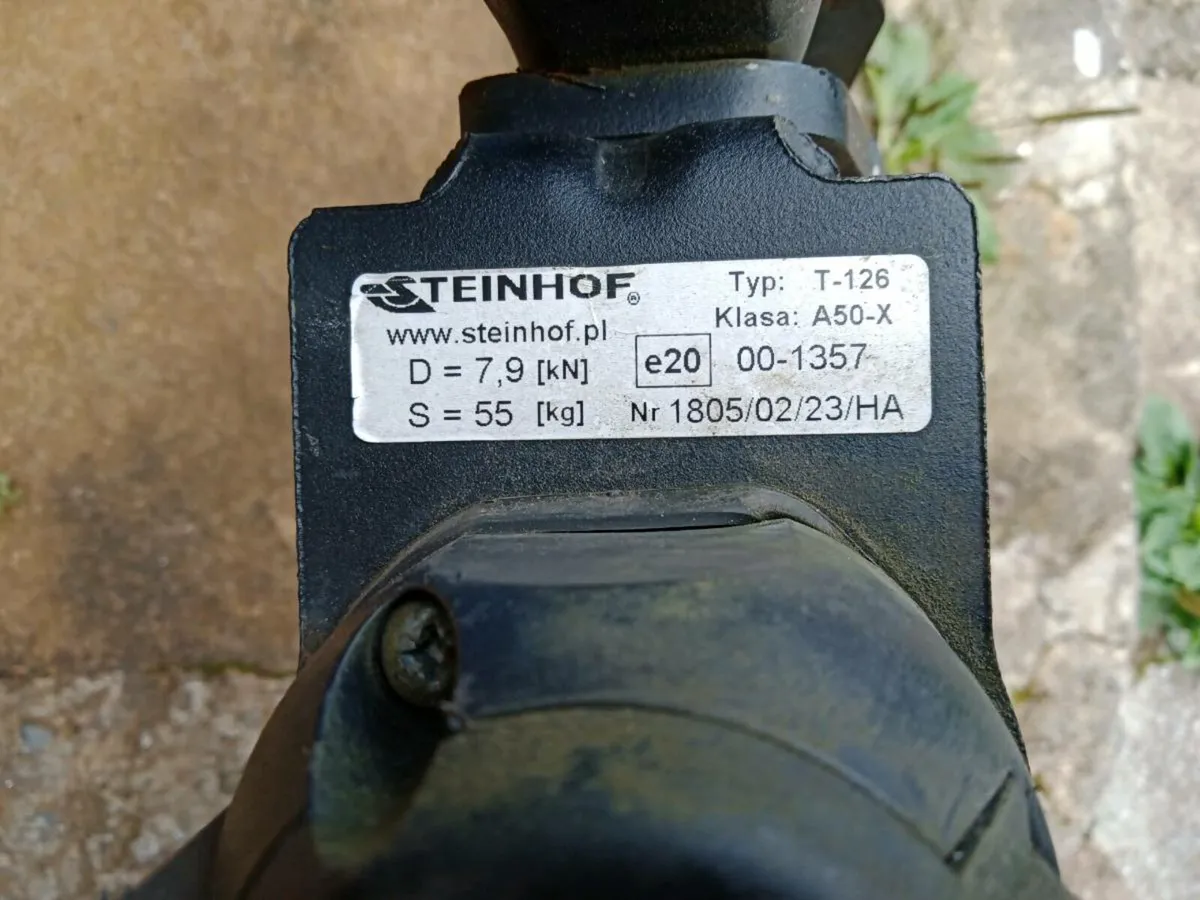 STEINHOF®
www.steinhof.pl
D = 7,9 [kN]
S = 55 [kg]
Typ: T-126
Klasa: A50-X
e20 00-1357
Nr 1805/02/23/HA